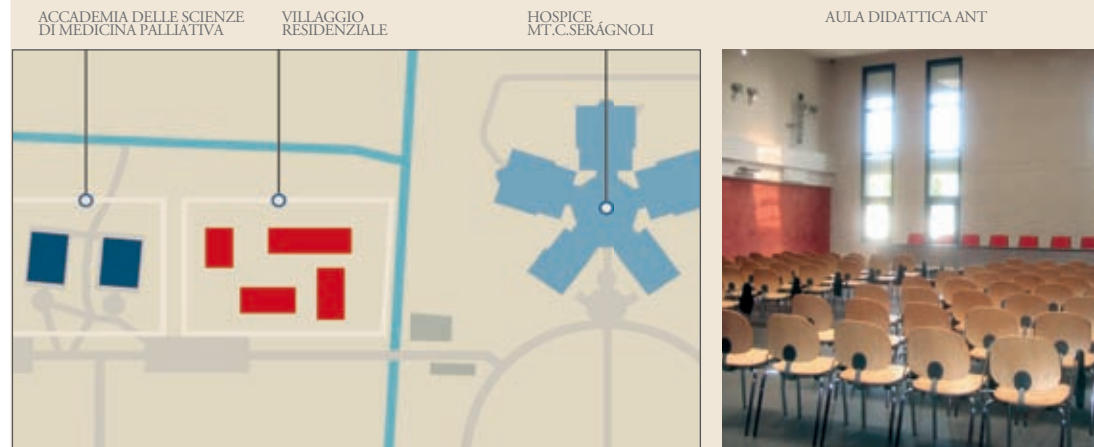 ACCADEMIA DELLE SCIENZE
DI MEDICINA PALLIATIVA
VILLAGGIO
RESIDENZIALE
HOSPICE
MT.C.SERÁGNOLI
AULA DIDATTICA ANT